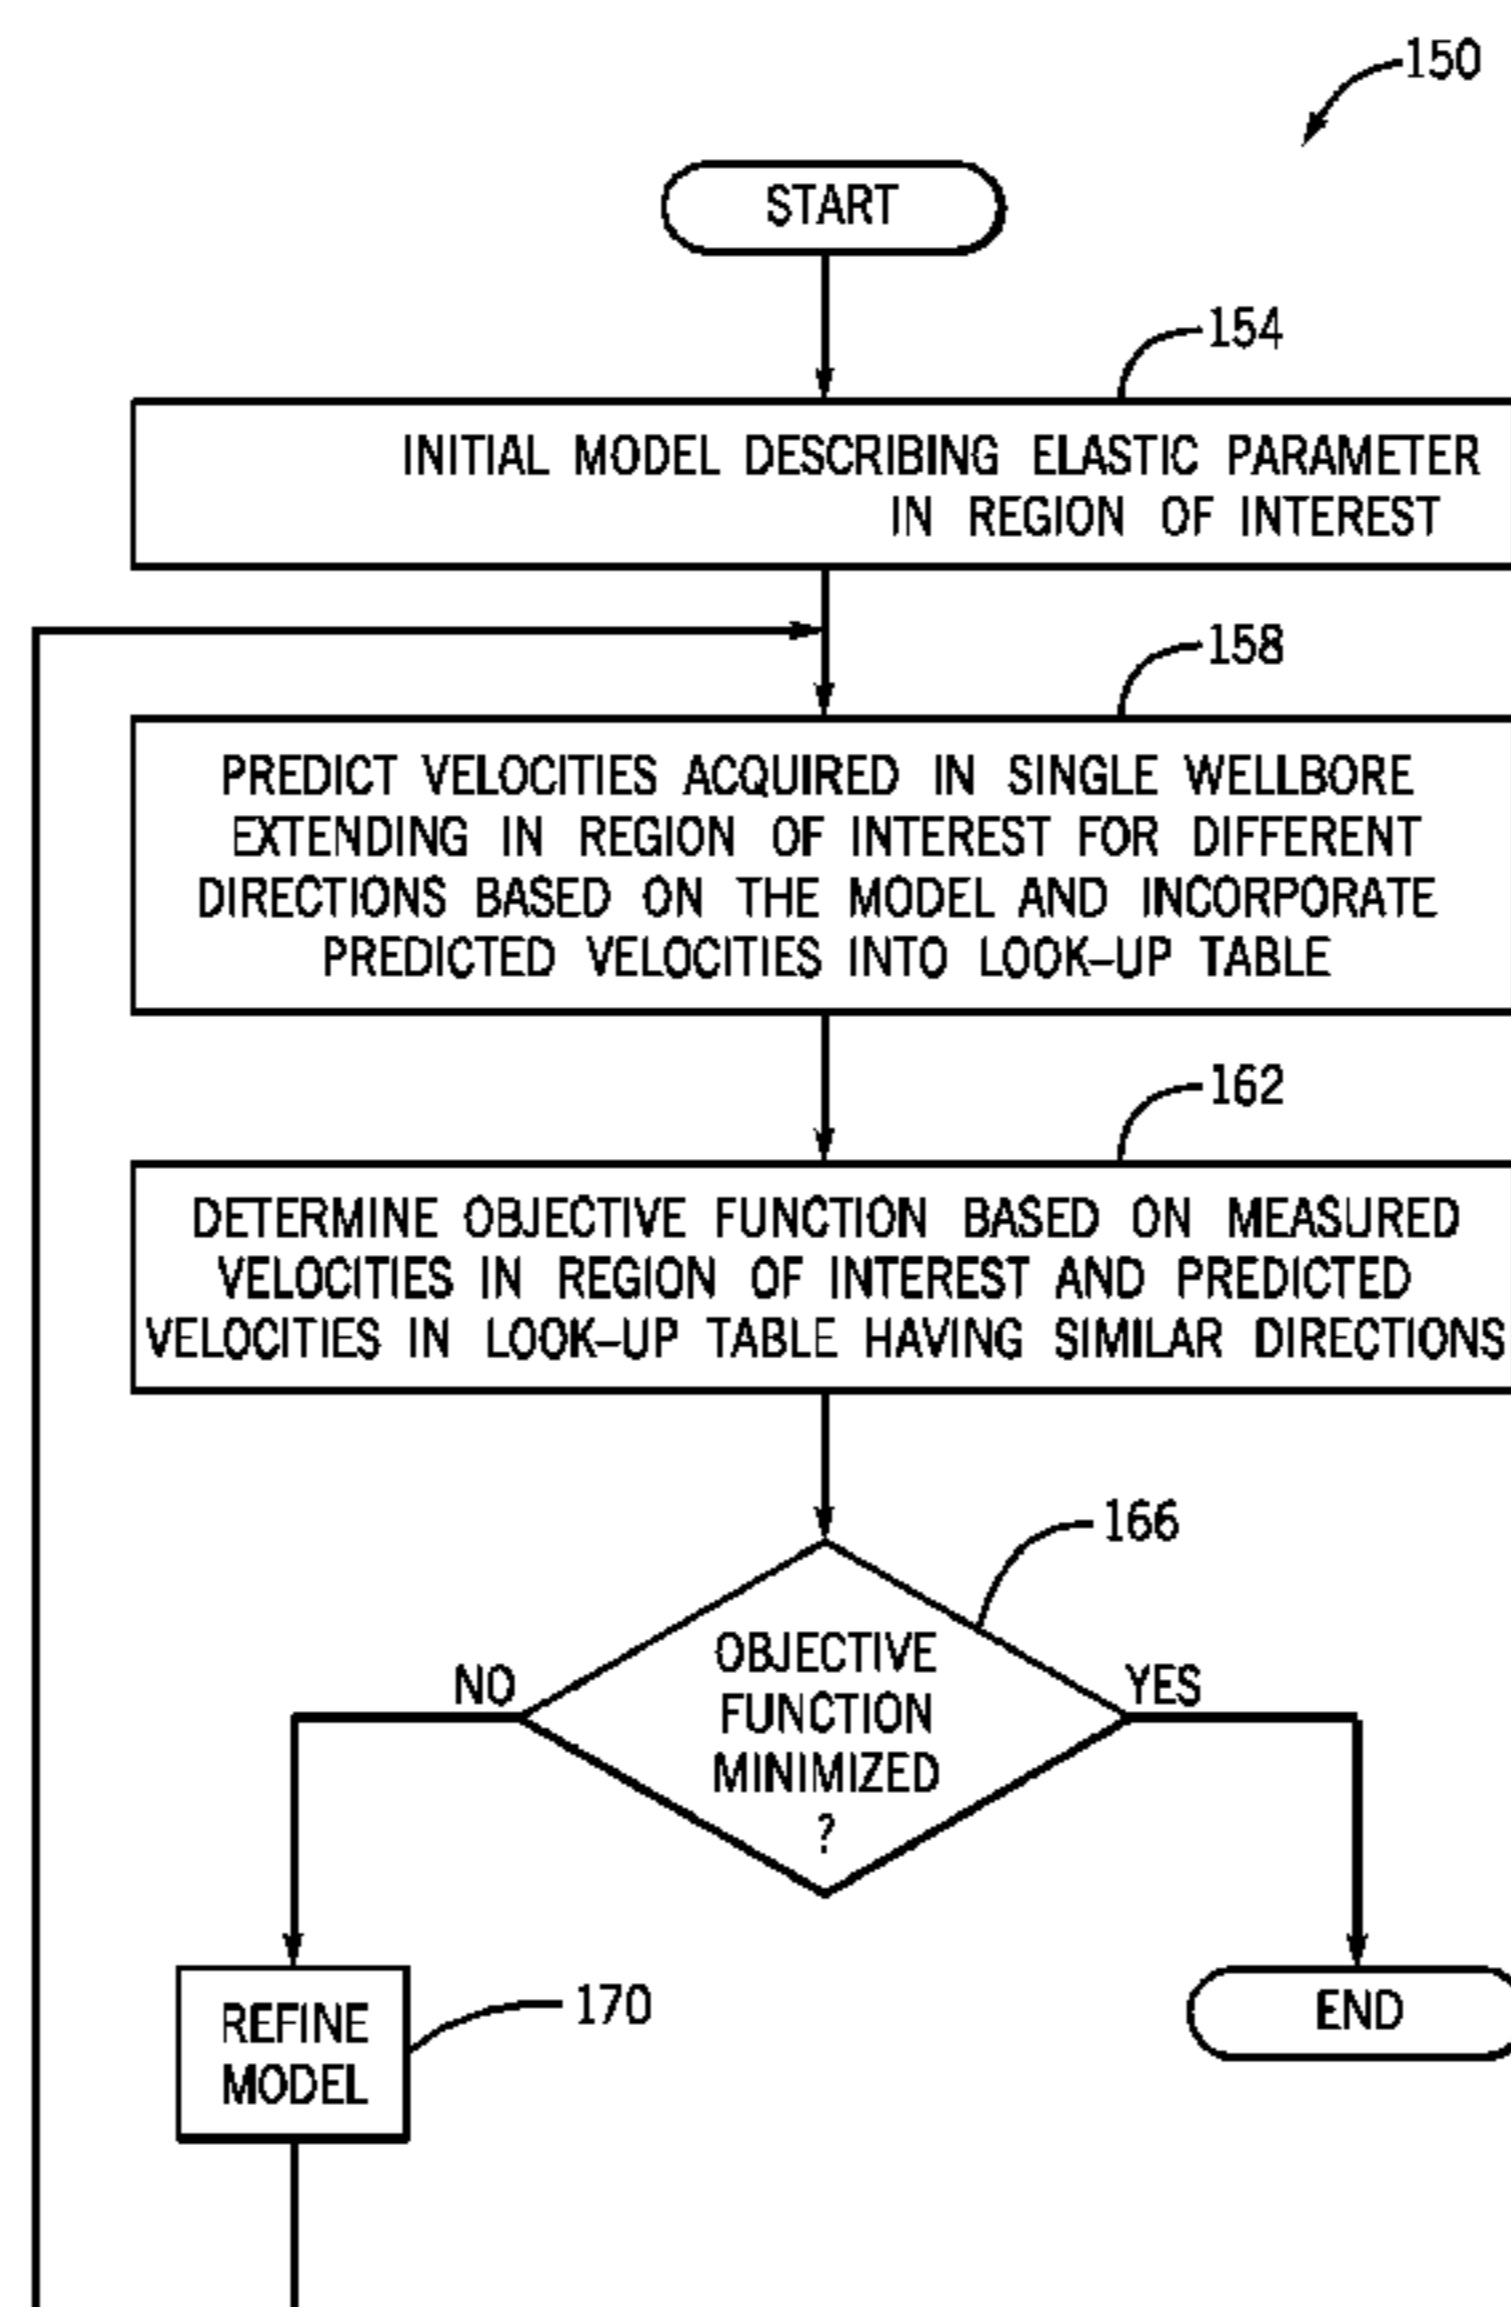 150
START
154
INITIAL MODEL DESCRIBING ELASTIC PARAMETER
IN REGION OF INTEREST
158
PREDICT VELOCITIES ACQUIRED IN SINGLE WELLBORE
EXTENDING IN REGION OF INTEREST FOR DIFFERENT
DIRECTIONS BASED ON THE MODEL AND INCORPORATE
PREDICTED VELOCITIES INTO LOOK-UP TABLE
162
DETERMINE OBJECTIVE FUNCTION BASED ON MEASURED
VELOCITIES IN REGION OF INTEREST AND PREDICTED
VELOCITIES IN LOOK-UP TABLE HAVING SIMILAR DIRECTIONS
166
OBJECTIVE
FUNCTION
MINIMIZED
?
NO
YES
REFINE
MODEL
170
END